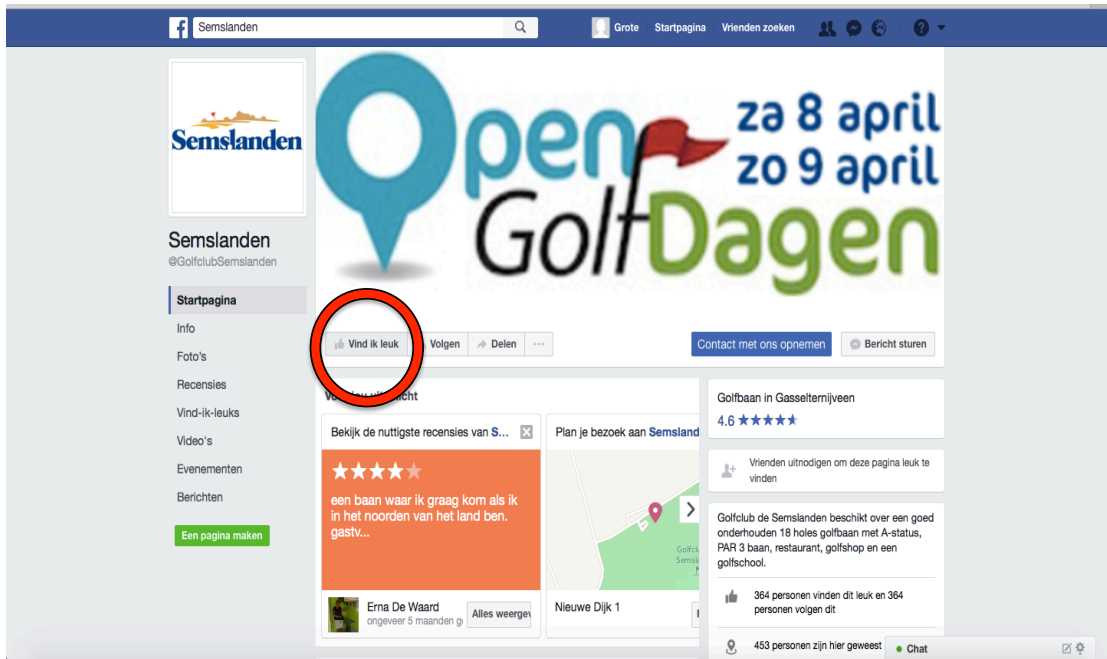 Semslanden
Grote Startpagina Vrienden zoeken
Semslanden
Open
Golf Dagen
za 8 april
zo 9 april
Semslanden
@GolfclubSemslanden
Startpagina
Info
Foto's
Recensies
Vind-ik-leuks
Video's
Evenementen
Berichten
Een pagina maken
Vind ik leuk Volgen Delen ...
Contact met ons opnemen Bericht sturen
Bekijk de nuttigste recensies van S...
een baan waar ik graag kom als ik
in het noorden van het land ben.
gastv...
Erna De Waard
ongeveer 5 maanden g
Alles weergev
Plan je bezoek aan Semsland
Nieuwe Dijk 1
Golfbaan in Gasselternijveen
4.6
Vrienden uitnodigen om deze pagina leuk te
vinden
Golfclub de Semslanden beschikt over een goed
onderhouden 18 holes golfbaan met A-status,
PAR 3 baan, restaurant, golfshop en een
golfschool.
364 personen vinden dit leuk en 364
personen volgen dit
453 personen zijn hier geweest
Chat